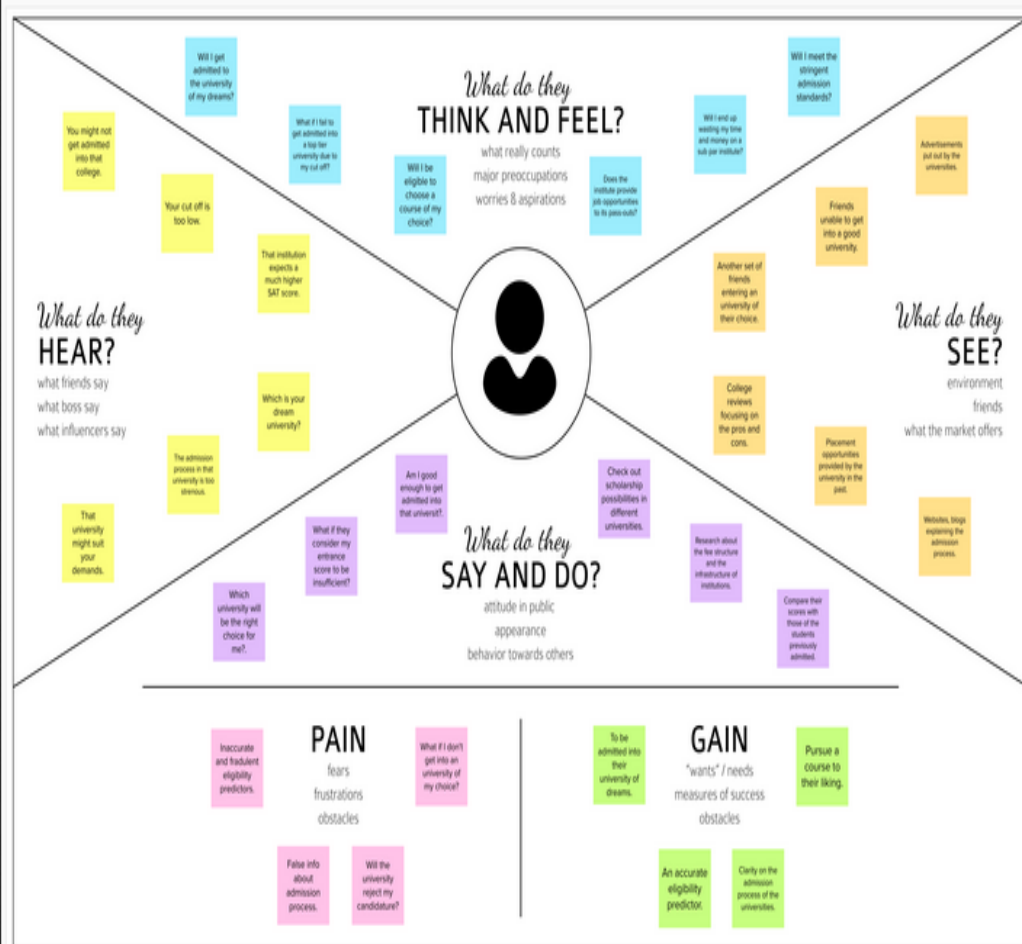 What do they
THINK AND FEEL?
what really counts
major preoccupations
worries & aspirations
Will I get
admitted to
the university
of my dreams?
What if I fail to
get admitted into
a top tier
university due to
my cut off?
Will I be
eligible to
choose a
course of my
choice?
Does the
institute provide
job opportunities
to its pass-outs?
Will I end up
wasting my time
and money on a
sub par institute?
Will I meet the
stringent
admission
standards?
What do they
HEAR?
what friends say
what boss say
what influencers say
You might not
get admitted
into that
college.
Your cut off is
too low.
That institution
expects a
much higher
SAT score.
Which is your
dream
university?
The admission
process in that
university is too
strenous.
That
university
might suit
your
demands.
What do they
SEE?
environment
friends
what the market offers
Advertisements
put out by the
universities.
Friends
unable to get
into a good
university.
Another set of
friends
entering an
university of
their choice.
College
reviews
focusing on
the pros and
cons.
Placement
opportunities
provided by the
university in the
past.
Websites, blogs
explaining the
admission
process.
What do they
SAY AND DO?
attitude in public
appearance
behavior towards others
Am I good
enough to get
admitted into
that universit?.
What if they
consider my
entrance
score to be
insufficient?
Which
university will
be the right
choice for
me?.
Check out
scholarship
possibilities in
different
universities.
Research about
the fee structure
and the
infrastructure of
institutions.
Compare their
scores with
those of the
students
previously
admitted.
PAIN
fears
frustrations
obstacles
Inaccurate
and fradulent
eligibility
predictors.
What if I don't
get into an
university of
my choice?
False info
about
admission
process.
Will the
university
reject my
candidature?
GAIN
"wants" / needs
measures of success
obstacles
To be
admitted into
their
university of
dreams.
Pursue a
course to
their liking.
An accurate
eligibility
predictor.
Clarity on the
admission
process of the
universities.